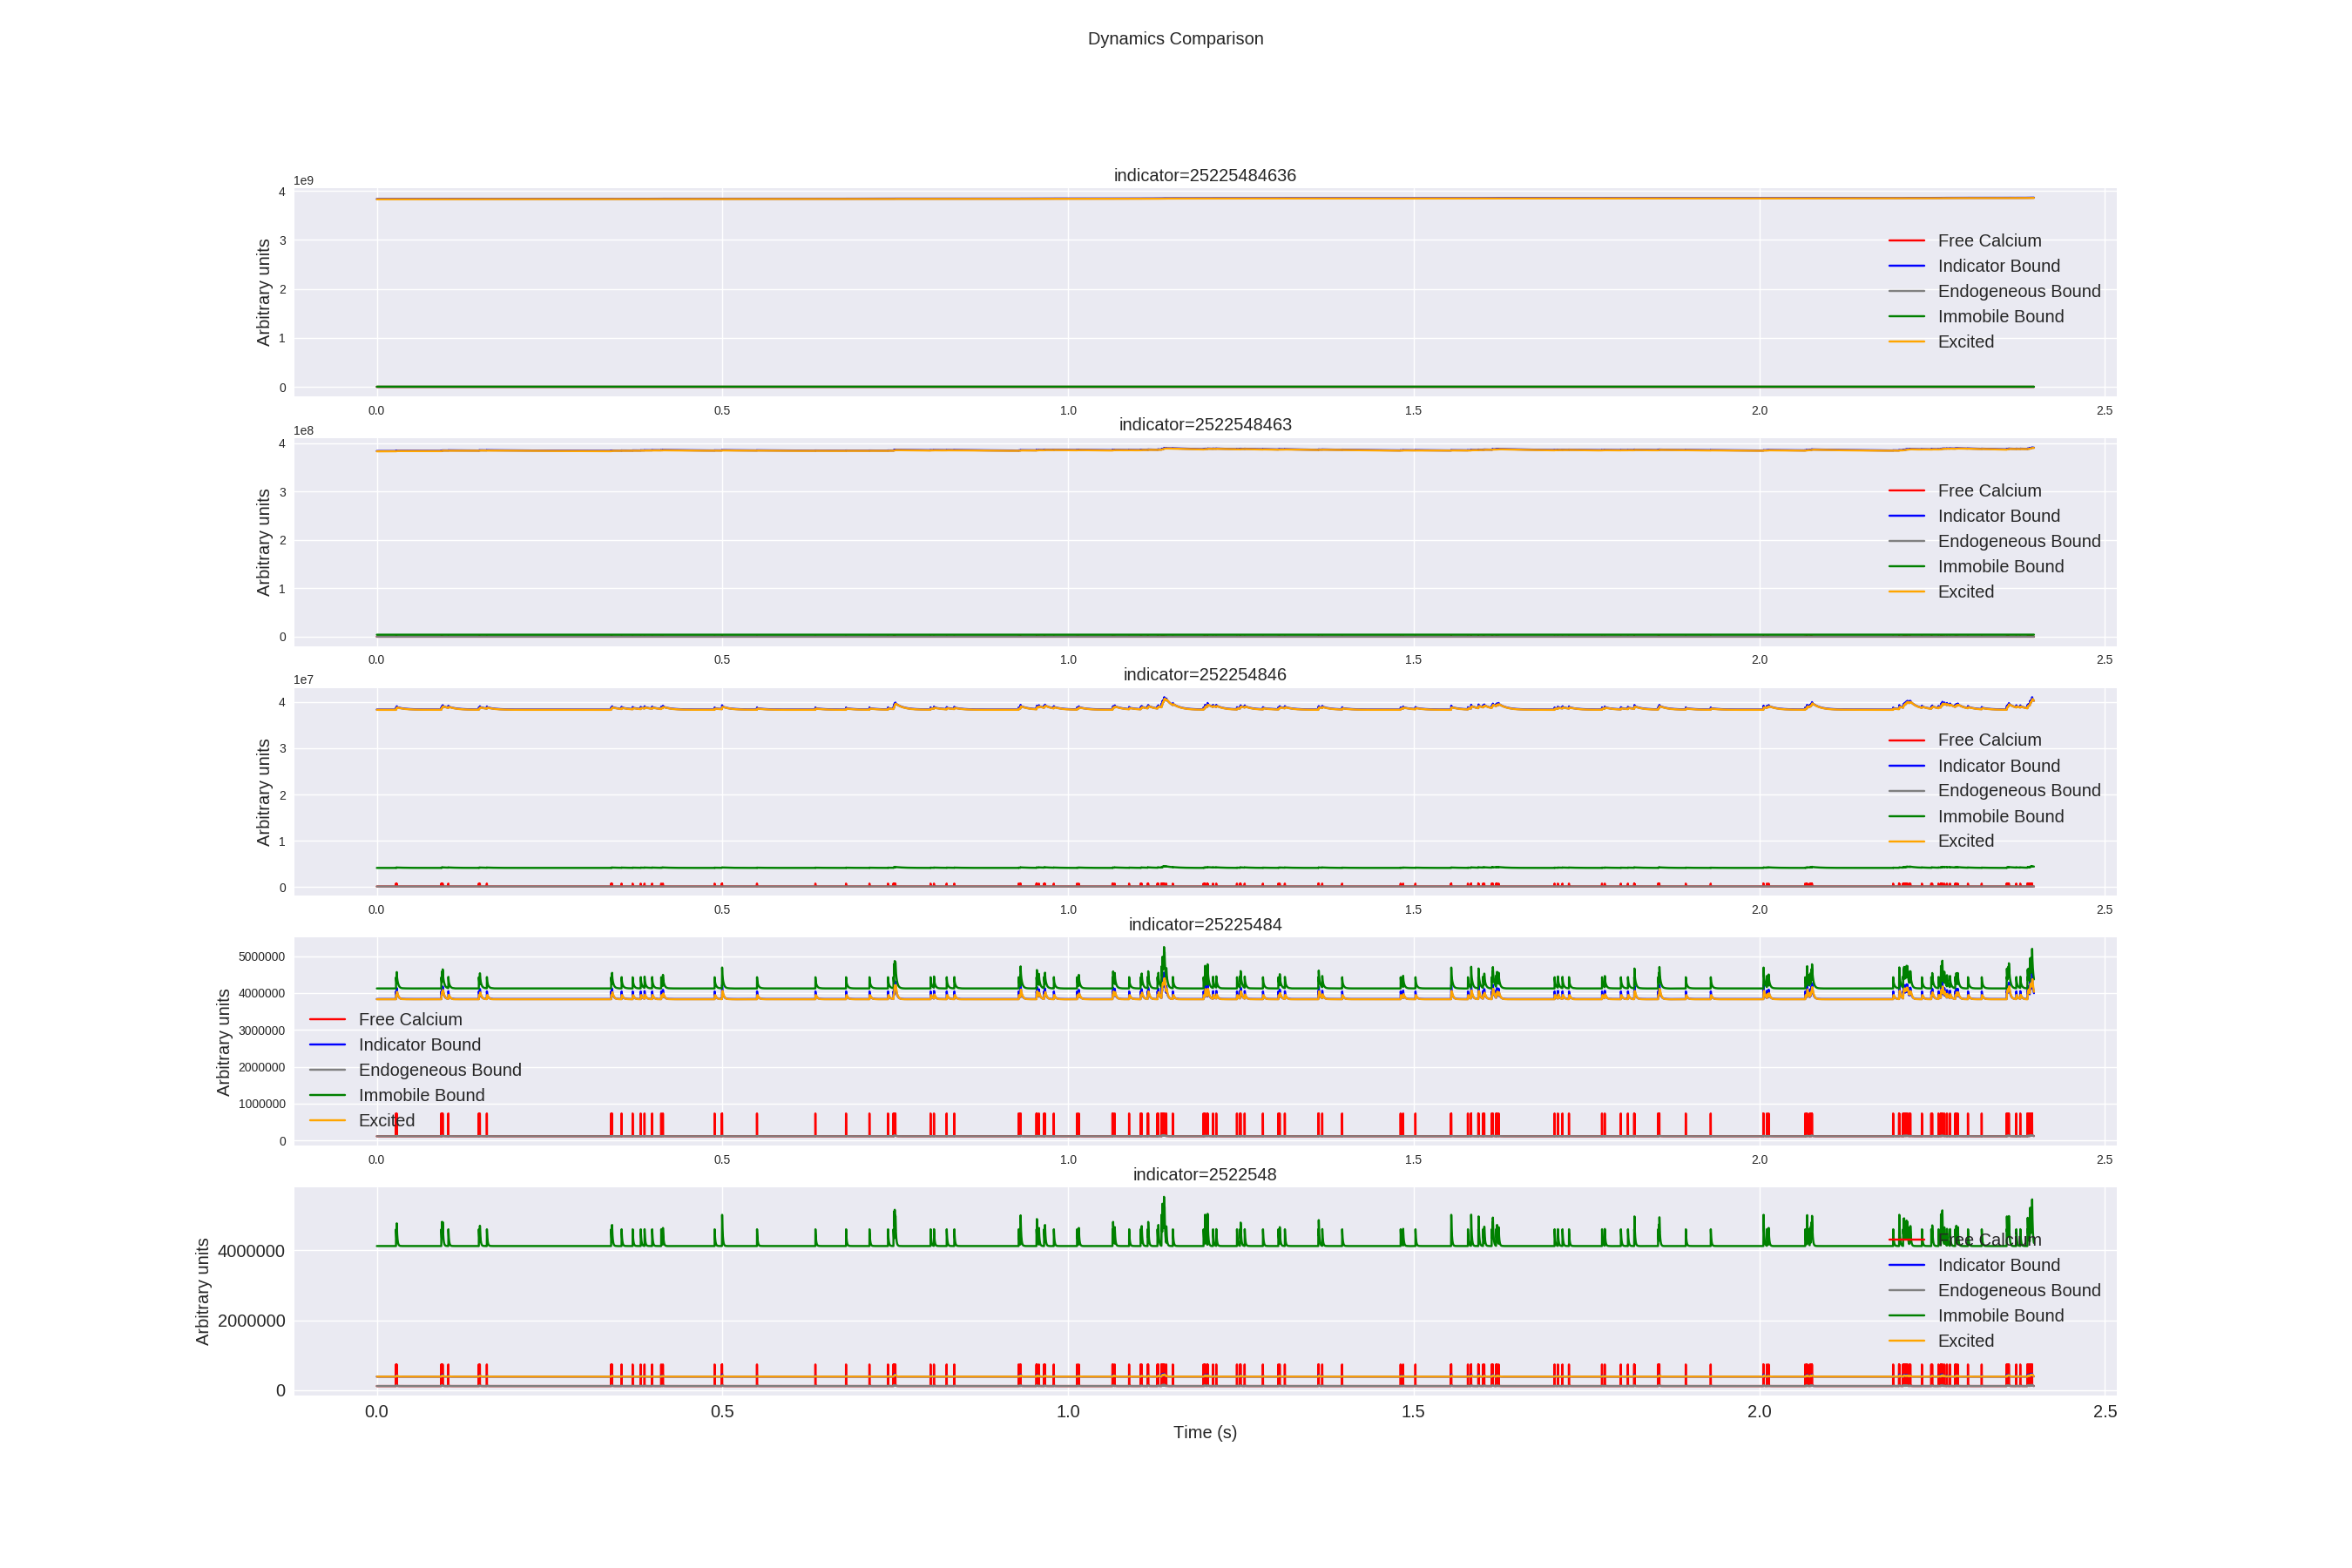 Dynamics Comparison
indicator=25225484636
1e9
4
3
2
1
0
Arbitrary units
Free Calcium
Indicator Bound
Endogeneous Bound
Immobile Bound
Excited
0.0 0.5 1.0 1.5 2.0 2.5
indicator=2522548463
1e8
4
3
2
1
0
Arbitrary units
Free Calcium
Indicator Bound
Endogeneous Bound
Immobile Bound
Excited
0.0 0.5 1.0 1.5 2.0 2.5
indicator=252254846
1e7
4
3
2
1
0
Arbitrary units
Free Calcium
Indicator Bound
Endogeneous Bound
Immobile Bound
Excited
0.0 0.5 1.0 1.5 2.0 2.5
indicator=25225484
5000000
4000000
3000000
2000000
1000000
0
Arbitrary units
Free Calcium
Indicator Bound
Endogeneous Bound
Immobile Bound
Excited
0.0 0.5 1.0 1.5 2.0 2.5
indicator=2522548
4000000
2000000
0
Arbitrary units
Free Calcium
Indicator Bound
Endogeneous Bound
Immobile Bound
Excited
0.0 0.5 1.0 1.5 2.0 2.5
Time (s)